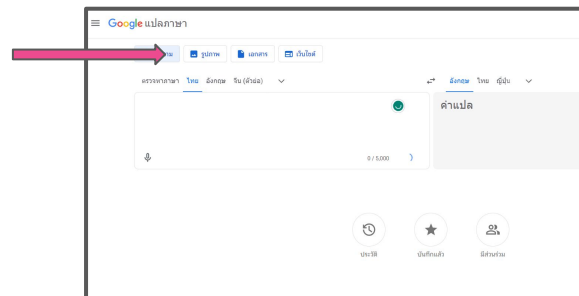 Google แปลภาษา
รูปภาพ เอกสาร เว็บไซต์
ตรวจหาภาษา ไทย อังกฤษ จีน (ตัวย่อ) อังกฤษ ไทย ญี่ปุ่น
คำแปล
0 / 5,000
ประวัติ บันทึกแล้ว มีส่วนร่วม